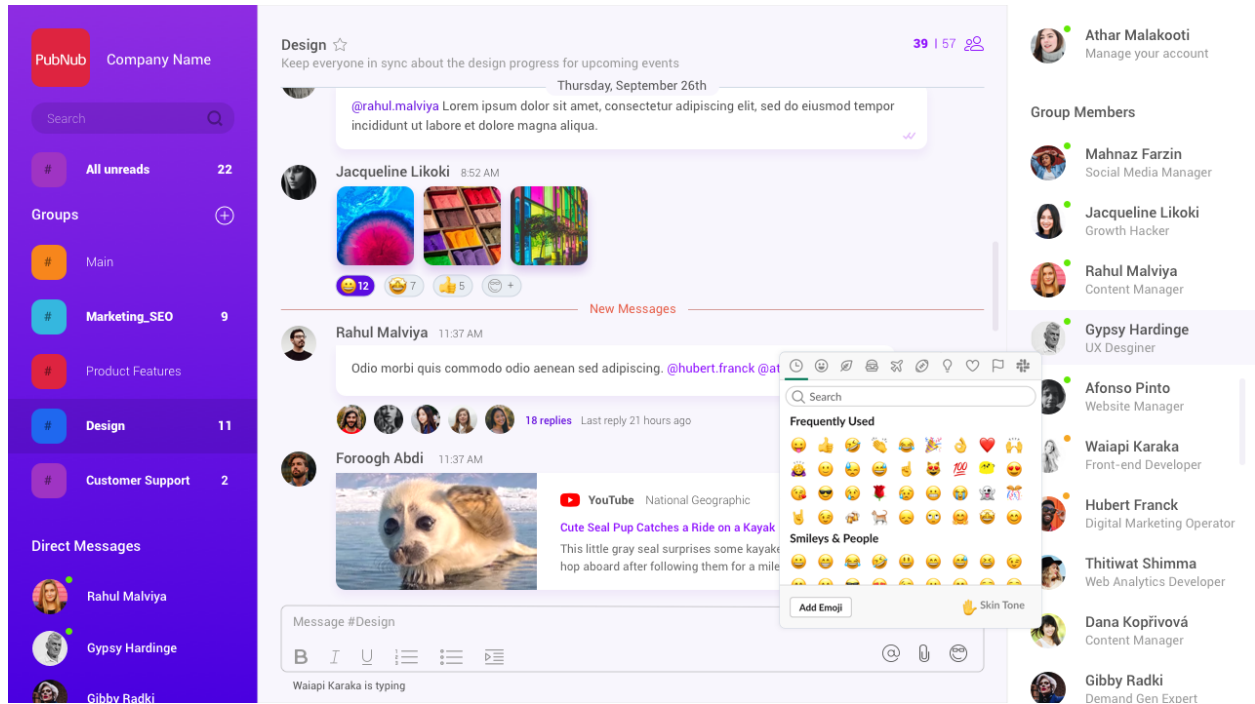 PubNub
Company Name
Search
# All unreads 22
Groups
# Main
# Marketing_SEO 9
# Product Features
# Design 11
# Customer Support 2
Direct Messages
Rahul Malviya
Gypsy Hardinge
Gibby Radki
Design
39 | 57
Keep everyone in sync about the design progress for upcoming events
Thursday, September 26th
@rahul.malviya Lorem ipsum dolor sit amet, consectetur adipiscing elit, sed do eiusmod tempor
incididunt ut labore et dolore magna aliqua.
Jacqueline Likoki 8:52 AM
12 7 5 +
New Messages
Rahul Malviya 11:37 AM
Odio morbi quis commodo odio aenean sed adipiscing. @hubert.franck @at
18 replies Last reply 21 hours ago
Foroogh Abdi 11:37 AM
YouTube National Geographic
Cute Seal Pup Catches a Ride on a Kayak
This little gray seal surprises some kayake
hop aboard after following them for a mile
Message #Design
B I U
Waiapi Karaka is typing
Search
Frequently Used
100
Smileys & People
Add Emoji
Skin Tone
Athar Malakooti
Manage your account
Group Members
Mahnaz Farzin
Social Media Manager
Jacqueline Likoki
Growth Hacker
Rahul Malviya
Content Manager
Gypsy Hardinge
UX Desginer
Afonso Pinto
Website Manager
Waiapi Karaka
Front-end Developer
Hubert Franck
Digital Marketing Operator
Thitiwat Shimma
Web Analytics Developer
Dana Kopřivová
Content Manager
Gibby Radki
Demand Gen Expert